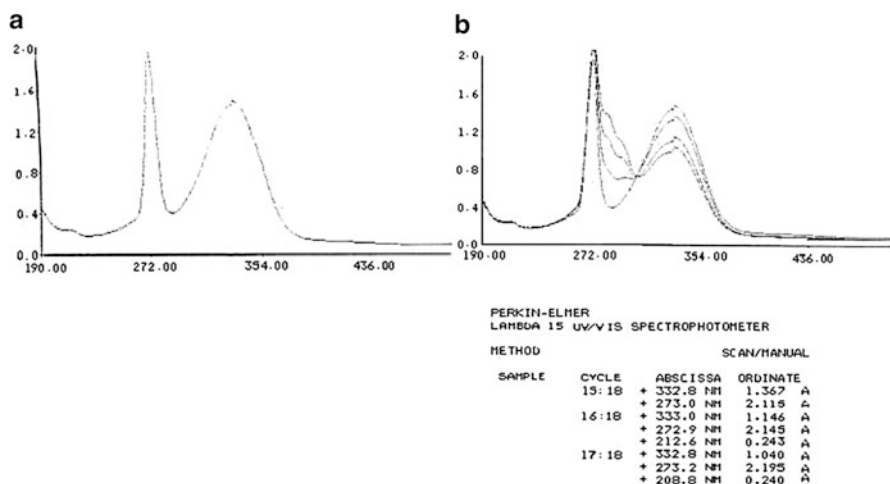 a
2.0
1.6
1.2
0.8
0.4
0.0
190.00 272.00 354.00 436.00
b
2.0
1.6
1.2
0.8
0.4
0.0
190.00 272.00 354.00 436.00
PERKIN-ELMER
LAMBDA 15 UV/VIS SPECTROPHOTOMETER
METHOD SCAN/MANUAL
SAMPLE CYCLE ABSCISSA ORDINATE
15:18 + 332.8 NM 1.367 A
+ 273.0 NM 2.115 A
16:18 + 333.0 NM 1.146 A
+ 272.9 NM 2.145 A
+ 212.6 NM 0.243 A
17:18 + 332.8 NM 1.040 A
+ 273.2 NM 2.195 A
+ 208.8 NM 0.240 A